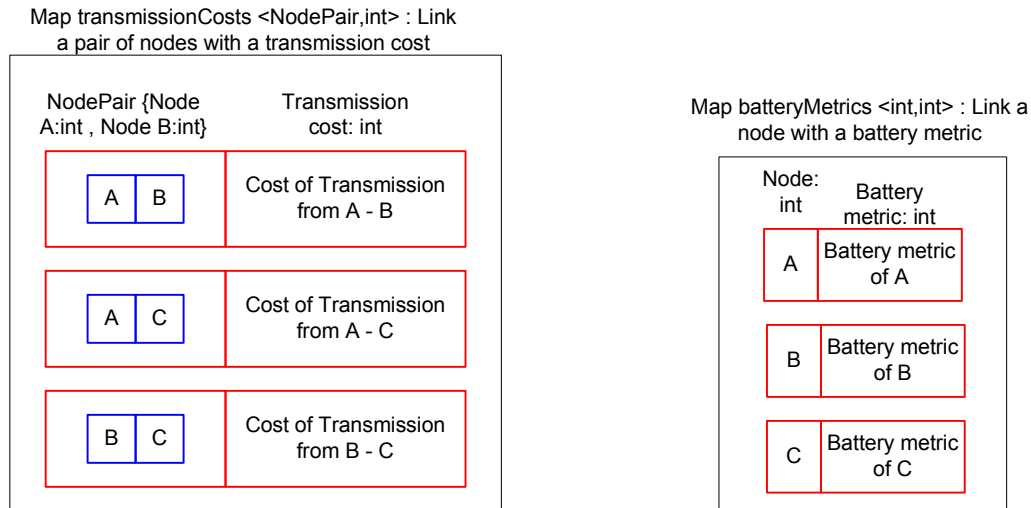 Map transmissionCosts <NodePair,int> : Link
a pair of nodes with a transmission cost
NodePair {Node
A:int , Node B:int}
Transmission
cost: int
A B
Cost of Transmission
from A - B
A C
Cost of Transmission
from A - C
B C
Cost of Transmission
from B - C
Map batteryMetrics <int,int> : Link a
node with a battery metric
Node:
int
Battery
metric: int
A
Battery metric
of A
B
Battery metric
of B
C
Battery metric
of C